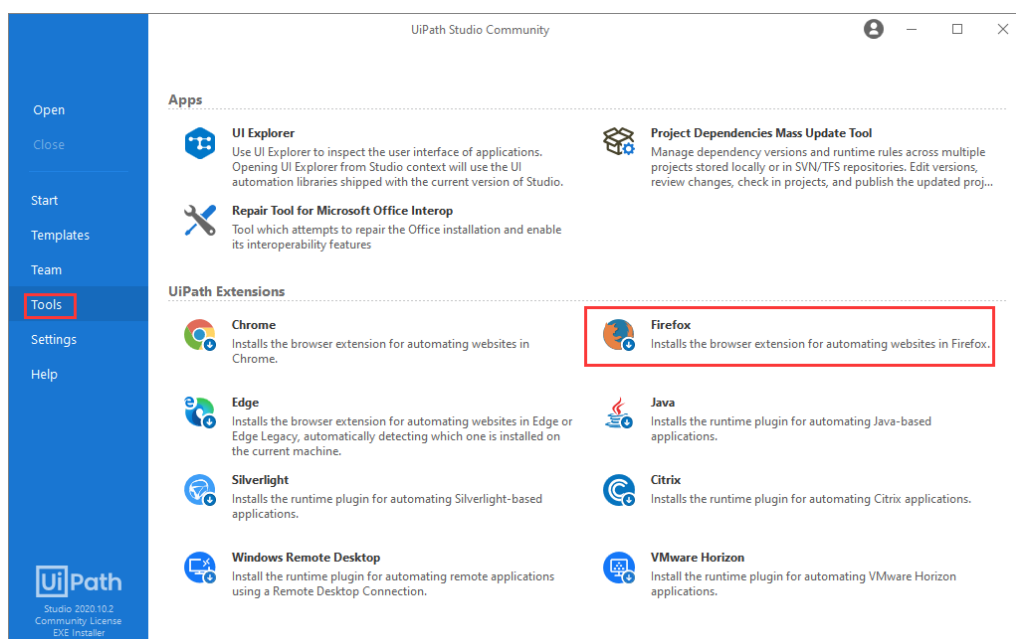 UiPath Studio Community
Open
Close
Start
Templates
Team
Tools
Settings
Help
UiPath
Studio 2020.10.2
Community License
EXE Installer
Apps
UI Explorer
Use UI Explorer to inspect the user interface of applications.
Opening UI Explorer from Studio context will use the UI
automation libraries shipped with the current version of Studio.
Project Dependencies Mass Update Tool
Manage dependency versions and runtime rules across multiple
projects stored locally or in SVN/TFS repositories. Edit versions,
review changes, check in projects, and publish the updated proj...
Repair Tool for Microsoft Office Interop
Tool which attempts to repair the Office installation and enable
its interoperability features
UiPath Extensions
Chrome
Installs the browser extension for automating websites in
Chrome.
Firefox
Installs the browser extension for automating websites in Firefox.
Edge
Installs the browser extension for automating websites in Edge or
Edge Legacy, automatically detecting which one is installed on
the current machine.
Java
Installs the runtime plugin for automating Java-based
applications.
Silverlight
Installs the runtime plugin for automating Silverlight-based
applications.
Citrix
Installs the runtime plugin for automating Citrix applications.
Windows Remote Desktop
Install the runtime plugin for automating remote applications
using a Remote Desktop Connection.
VMware Horizon
Install the runtime plugin for automating VMware Horizon
applications.